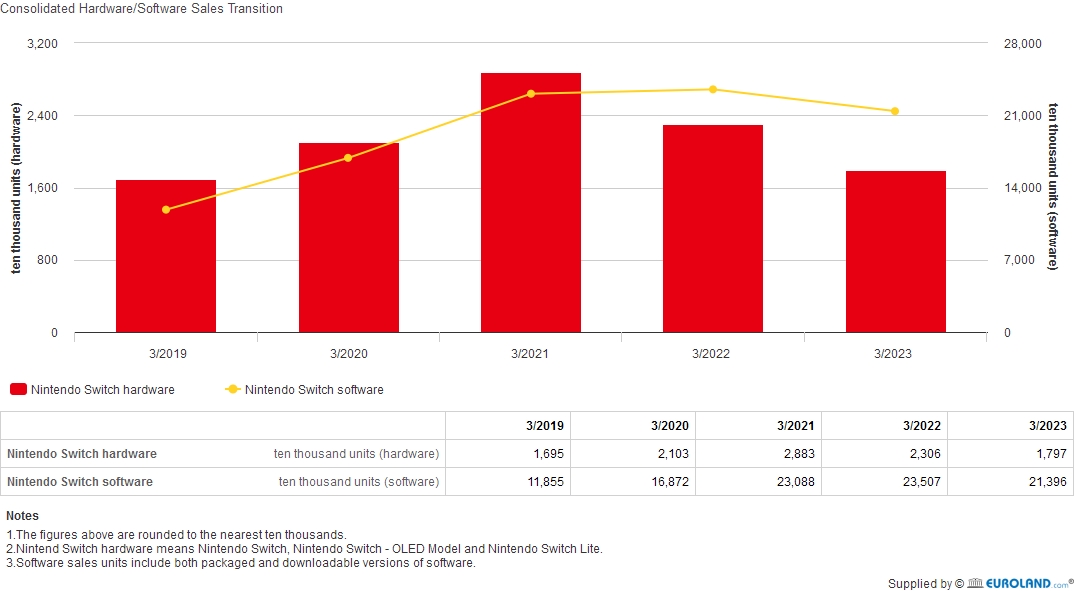 Consolidated Hardware/Software Sales Transition
3,200 28,000
2,400 21,000
1,600 14,000
800 7,000
0 0
ten thousand units (hardware)
ten thousand units (software)
3/2019 3/2020 3/2021 3/2022 3/2023
Nintendo Switch hardware Nintendo Switch software
3/2019 3/2020 3/2021 3/2022 3/2023
Nintendo Switch hardware ten thousand units (hardware) 1,695 2,103 2,883 2,306 1,797
Nintendo Switch software ten thousand units (software) 11,855 16,872 23,088 23,507 21,396
Notes
1.The figures above are rounded to the nearest ten thousands.
2.Nintend Switch hardware means Nintendo Switch, Nintendo Switch - OLED Model and Nintendo Switch Lite.
3.Software sales units include both packaged and downloadable versions of software.
Supplied by © EUROLAND.com®